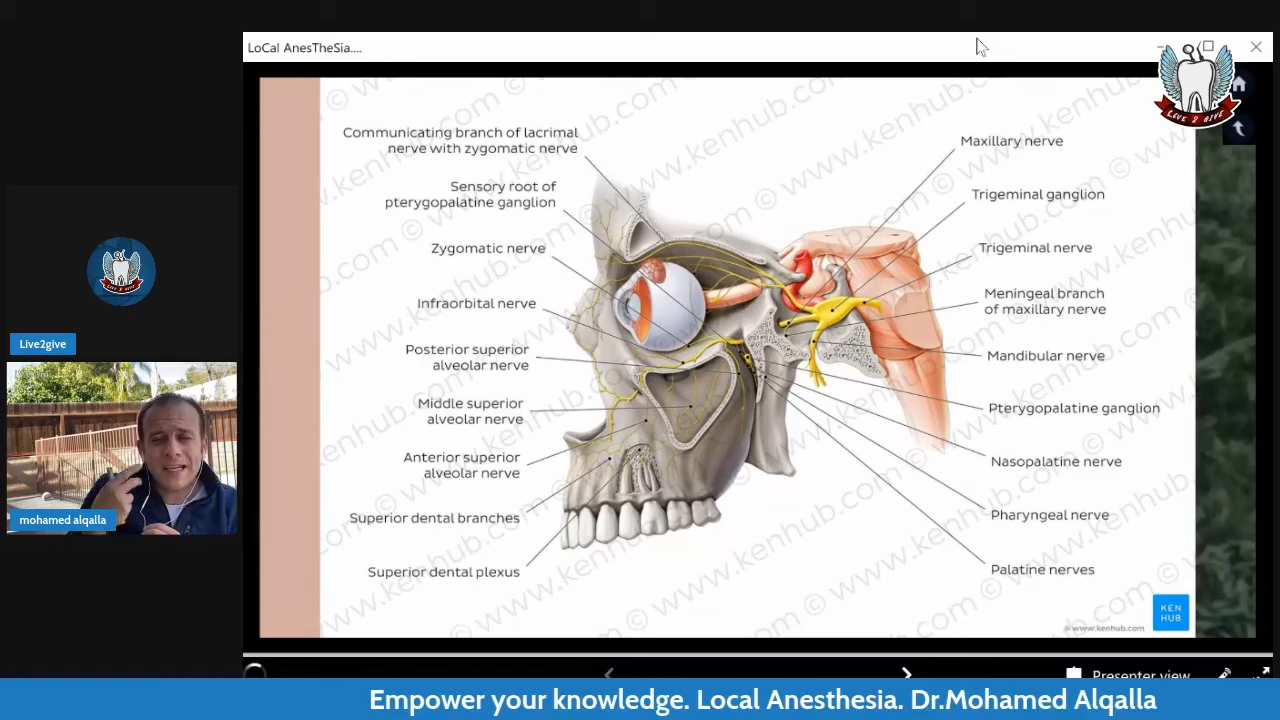 LoCal AnesTheSia....
LIVE 2 GIVE
Communicating branch of lacrimal
nerve with zygomatic nerve
Sensory root of
pterygopalatine ganglion
Zygomatic nerve
Infraorbital nerve
Posterior superior
alveolar nerve
Middle superior
alveolar nerve
Anterior superior
alveolar nerve
Superior dental branches
Superior dental plexus
Maxillary nerve
Trigeminal ganglion
Trigeminal nerve
Meningeal branch
of maxillary nerve
Mandibular nerve
Pterygopalatine ganglion
Nasopalatine nerve
Pharyngeal nerve
Palatine nerves
KEN
HUB
© www.kenhub.com
© www.kenhub.com
Live2give
mohamed alqalla
Presenter view
Empower your knowledge. Local Anesthesia. Dr.Mohamed Alqalla